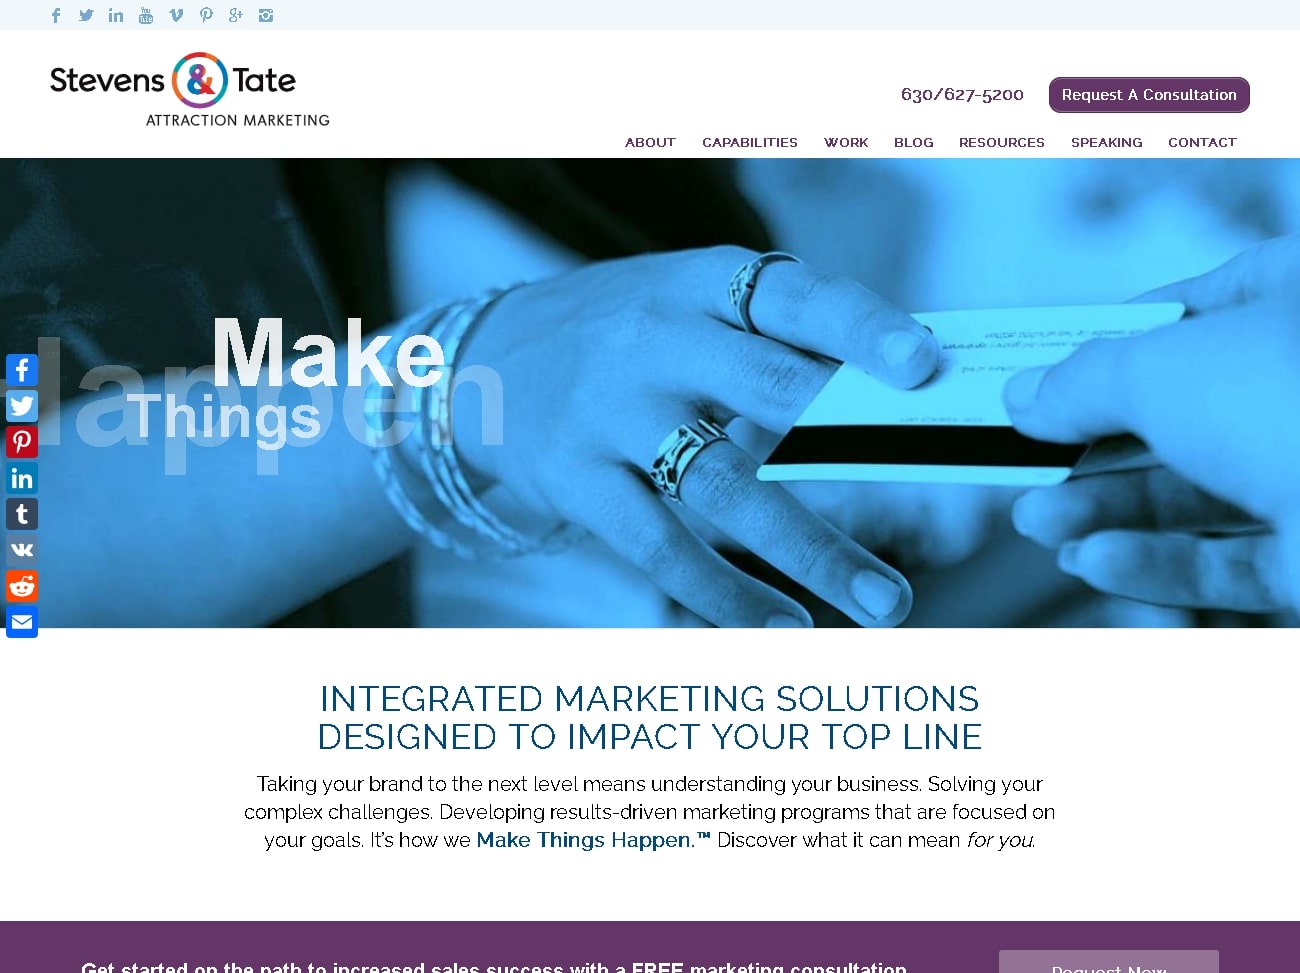 Stevens & Tate
ATTRACTION MARKETING
630/627-5200
Request A Consultation
ABOUT CAPABILITIES WORK BLOG RESOURCES SPEAKING CONTACT
Make
Things
Happen
INTEGRATED MARKETING SOLUTIONS
DESIGNED TO IMPACT YOUR TOP LINE
Taking your brand to the next level means understanding your business. Solving your
complex challenges. Developing results-driven marketing programs that are focused on
your goals. It's how we Make Things Happen.™ Discover what it can mean for you.
Get started on the path to increased sales success with a FREE marketing consultation
Request Now